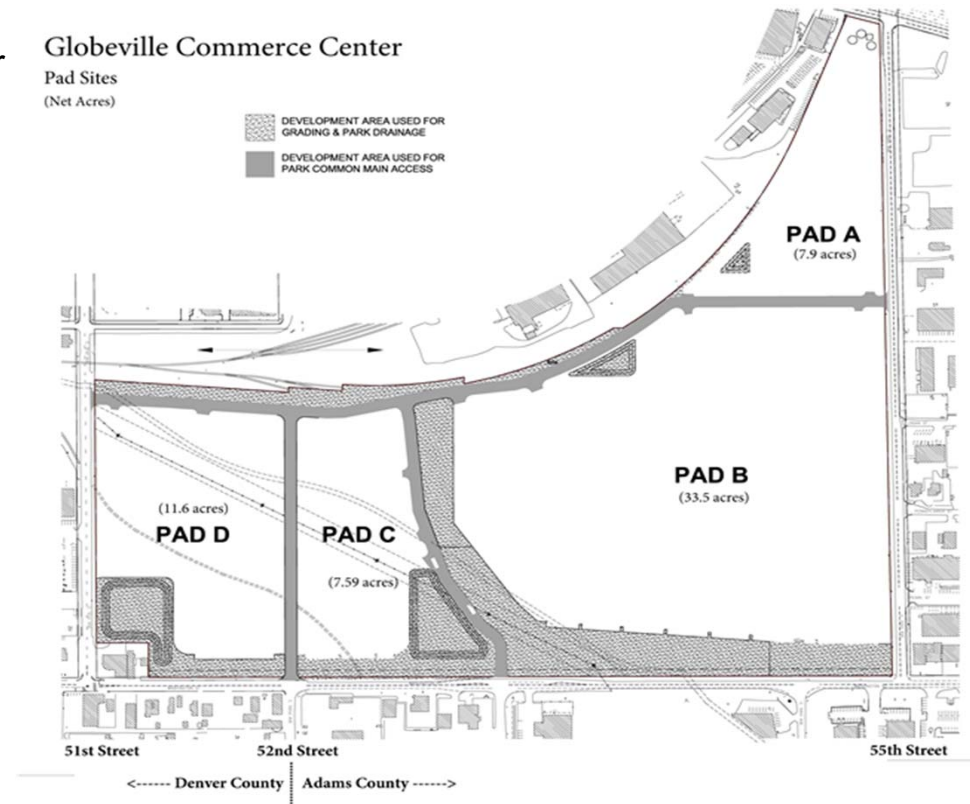 Globeville Commerce Center
Pad Sites
(Net Acres)
DEVELOPMENT AREA USED FOR
GRADING & PARK DRAINAGE
DEVELOPMENT AREA USED FOR
PARK COMMON MAIN ACCESS
PAD A
(7.9 acres)
PAD B
(33.5 acres)
(11.6 acres)
PAD D
PAD C
(7.59 acres)
51st Street
52nd Street
55th Street
<------ Denver County
Adams County ------>